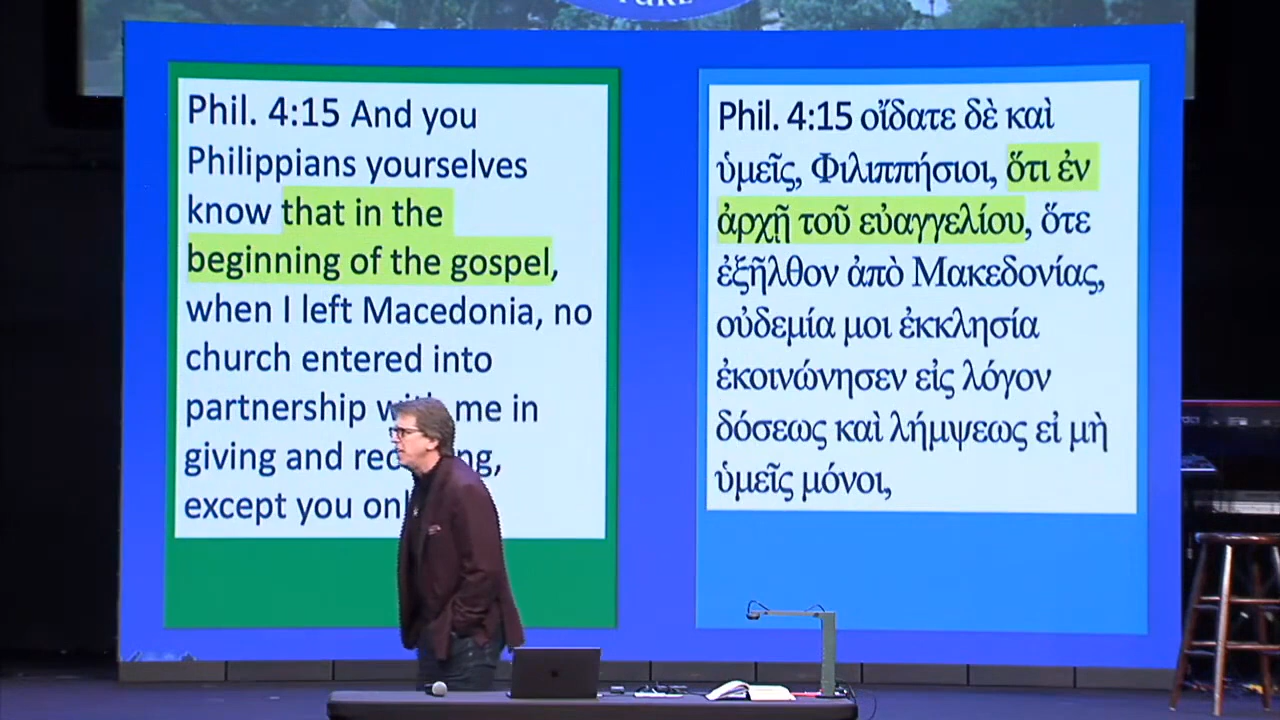 Phil. 4:15 And you
Philippians yourselves
know that in the
beginning of the gospel,
when I left Macedonia, no
church entered into
partnership me in
giving and
except you
Phil. 4:15 οἴδατε δὲ καὶ
ὑμεῖς, Φιλιππήσιοι, ὅτι ἐν
ἀρχῇ τοῦ εὐαγγελίου, ὅτε
ἐξῆλθον ἀπὸ Μακεδονίας,
οὐδεμία μοι ἐκκλησία
ἐκοινώνησεν εἰς λόγον
δόσεως καὶ λήμψεως εἰ μὴ
ὑμεῖς μόνοι,